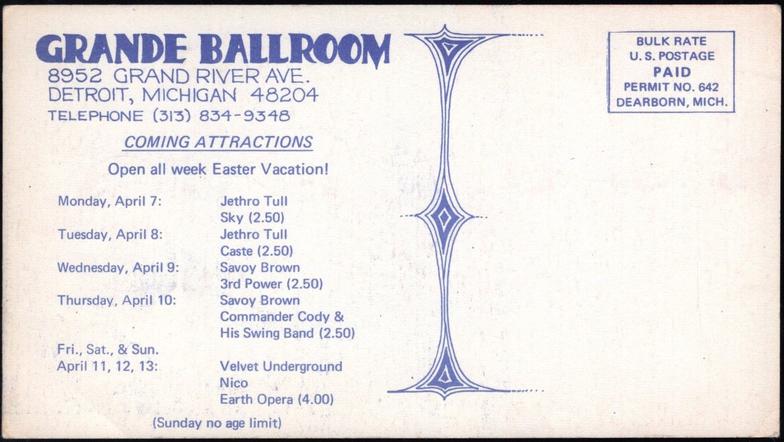 GRANDE BALLROOM
8952 GRAND RIVER AVE.
DETROIT, MICHIGAN 48204
TELEPHONE (313) 834-9348
COMING ATTRACTIONS
Open all week Easter Vacation!
Monday, April 7: Jethro Tull
Sky (2.50)
Tuesday, April 8: Jethro Tull
Caste (2.50)
Wednesday, April 9: Savoy Brown
3rd Power (2.50)
Thursday, April 10: Savoy Brown
Commander Cody &
His Swing Band (2.50)
Fri., Sat., & Sun.
April 11, 12, 13: Velvet Underground
Nico
Earth Opera (4.00)
(Sunday no age limit)
BULK RATE
U. S. POSTAGE
PAID
PERMIT NO. 642
DEARBORN, MICH.